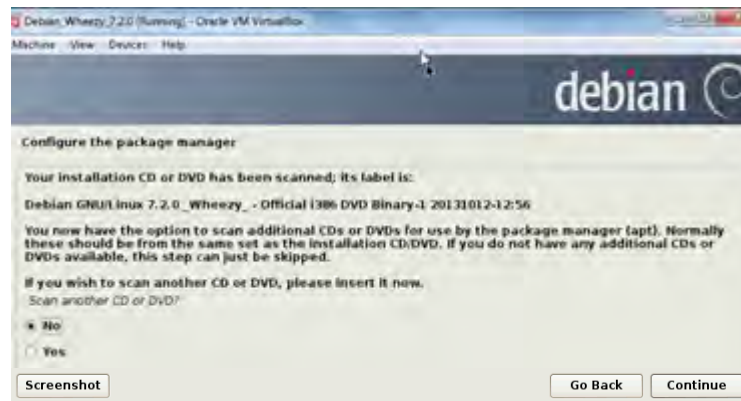 Debian_Wheezy_7.2.0 [Running] - Oracle VM VirtualBox
Machine View Devices Help
debian
Configure the package manager
Your installation CD or DVD has been scanned; its label is:
Debian GNU/Linux 7.2.0 _Wheezy_ - Official i386 DVD Binary-1 20131012-12:56
You now have the option to scan additional CDs or DVDs for use by the package manager (apt). Normally
these should be from the same set as the installation CD/DVD. If you do not have any additional CDs or
DVDs available, this step can just be skipped.
If you wish to scan another CD or DVD, please insert it now.
Scan another CD or DVD?
No
Yes
Screenshot
Go Back
Continue